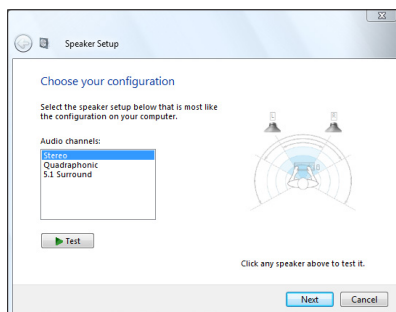 Speaker Setup
Choose your configuration
Select the speaker setup below that is most like
the configuration on your computer.
Audio channels:
Stereo
Quadraphonic
5.1 Surround
Test
Click any speaker above to test it.
Next
Cancel